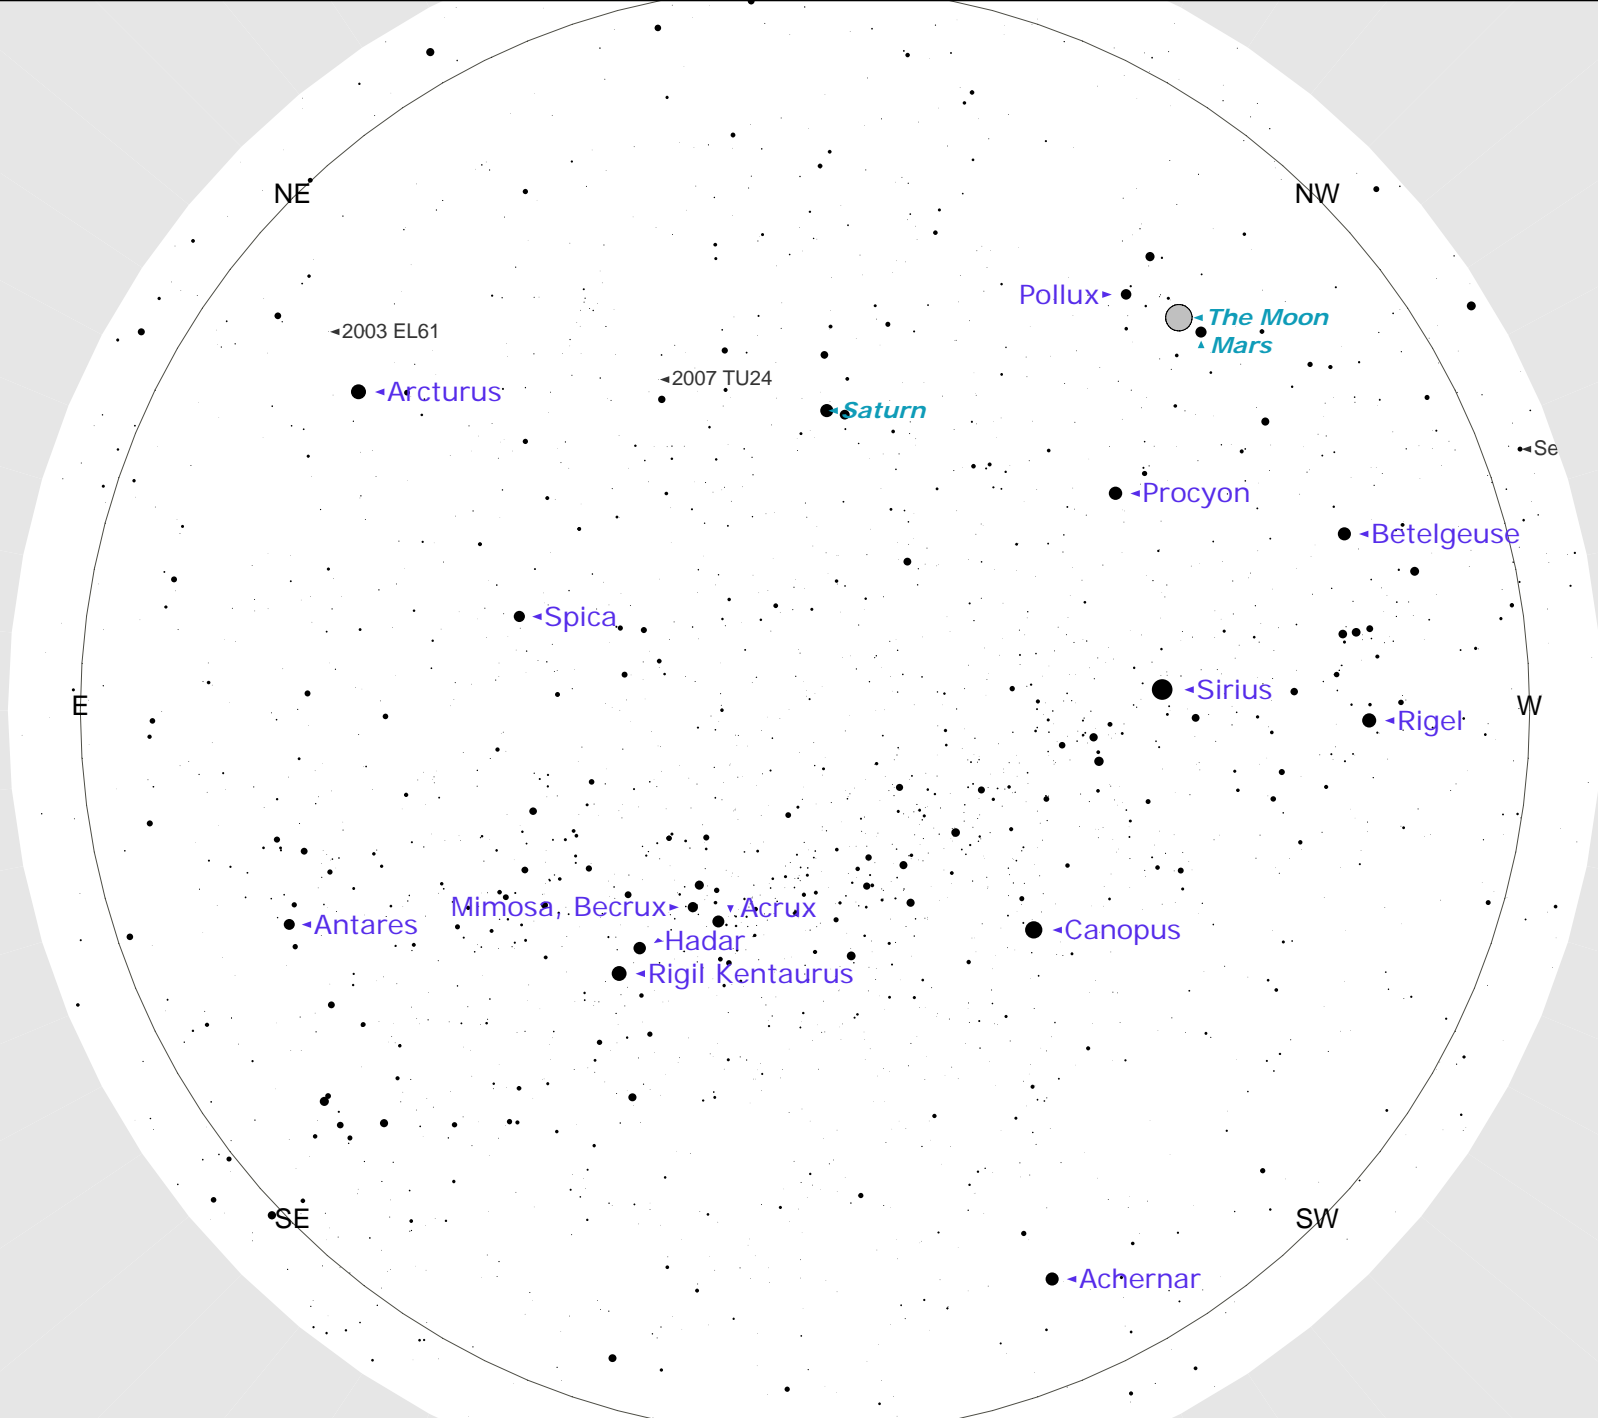 NE
NW
Pollux
The Moon
Mars
2003 EL61
2007 TU24
Arcturus
Saturn
Se
Procyon
Betelgeuse
Spica
Sirius
E
W
Rigel
Mimosa, Becrux
Acrux
Antares
Hadar
Canopus
Rigil Kentaurus
SE
SW
Achernar